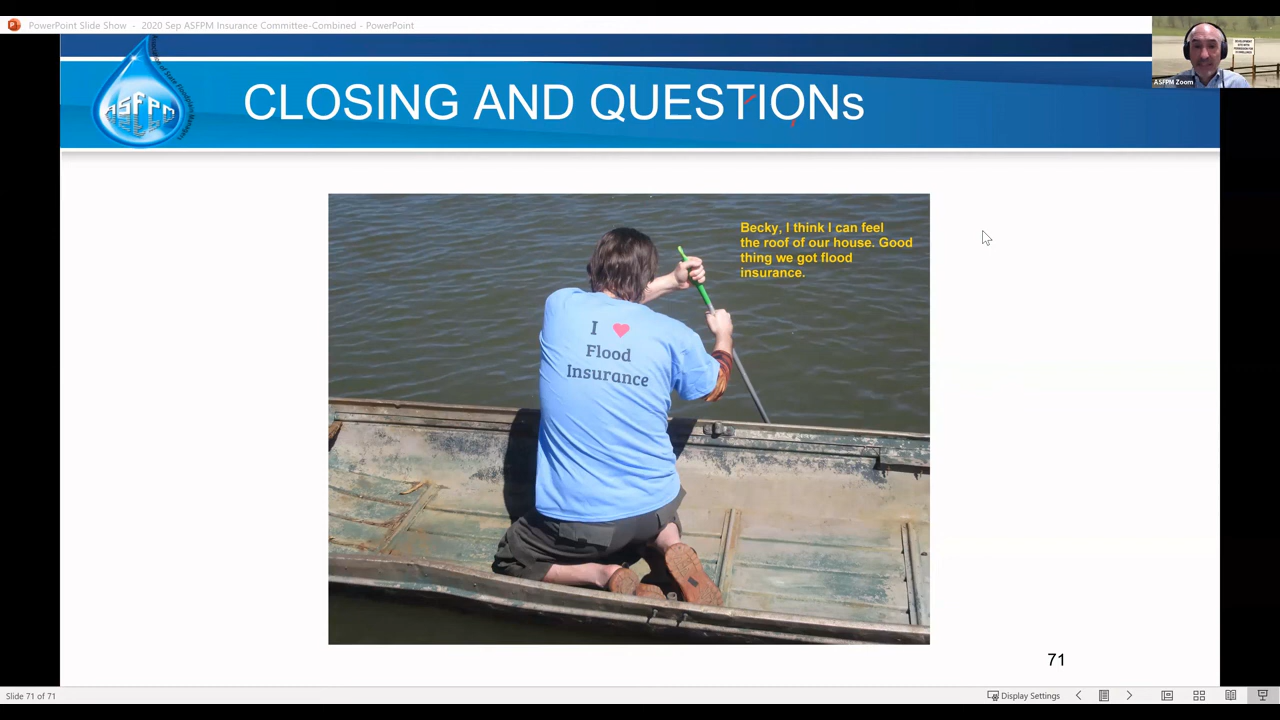 PowerPoint Slide Show - 2020 Sep ASFPM Insurance Committee-Combined - PowerPoint
ASFPM
CLOSING AND QUESTIONs
ASFPM Zoom
Becky, I think I can feel
the roof of our house. Good
thing we got flood
insurance.
I ♥
Flood
Insurance
71
Slide 71 of 71
Display Settings